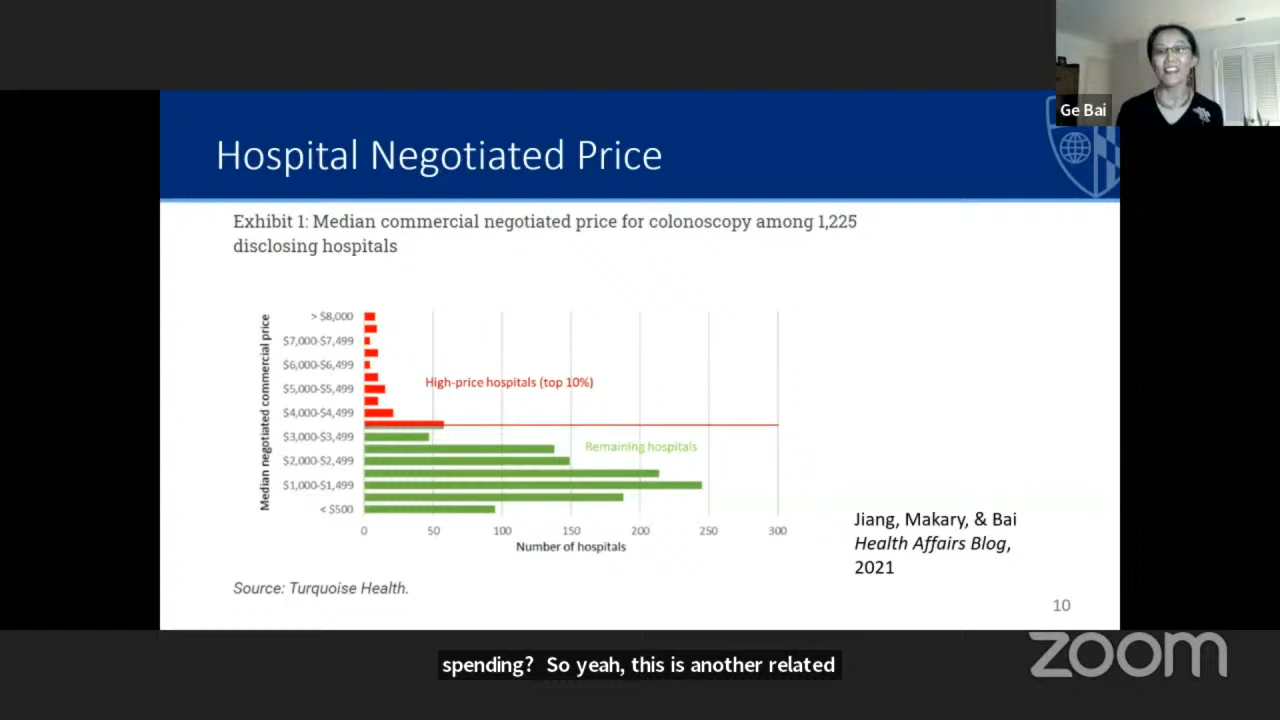 Ge Bai
Hospital Negotiated Price
Exhibit 1: Median commercial negotiated price for colonoscopy among 1,225
disclosing hospitals
Median negotiated commercial price
> $8,000
$7,000-$7,499
$6,000-$6,499
$5,000-$5,499
$4,000-$4,499
$3,000-$3,499
$2,000-$2,499
$1,000-$1,499
< $500
High-price hospitals (top 10%)
Remaining hospitals
0 50 100 150 200 250 300
Number of hospitals
Jiang, Makary, & Bai
Health Affairs Blog,
2021
Source: Turquoise Health.
10
spending? So yeah, this is another related
zoom